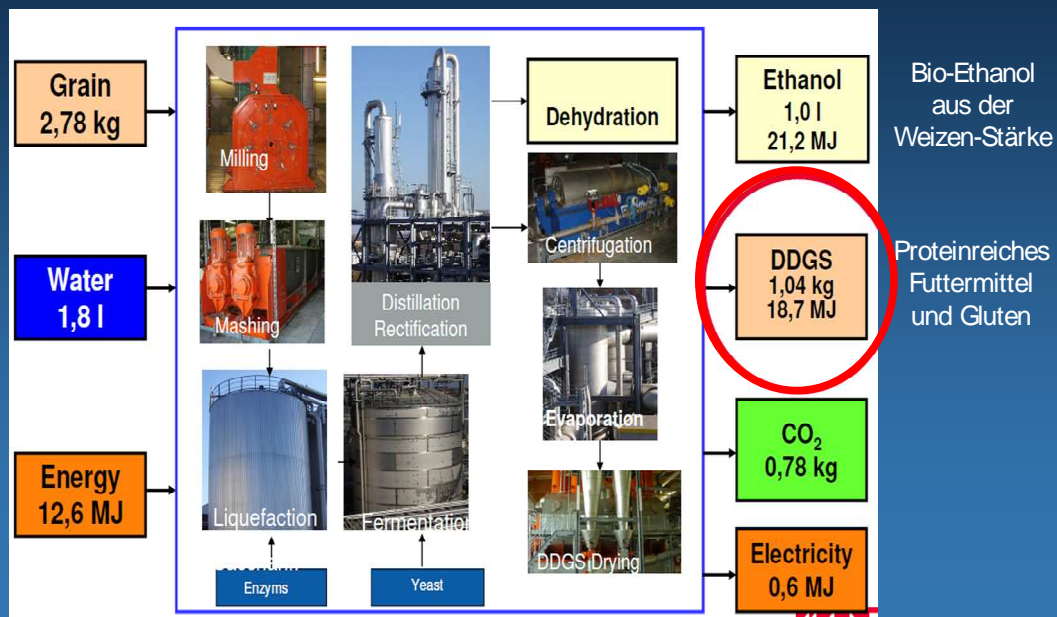 Grain
2,78 kg
Water
1,8 l
Energy
12,6 MJ
Milling
Mashing
Liquefaction
Enzyms
Distillation
Rectification
Fermentation
Yeast
Dehydration
Centrifugation
Evaporation
DDGS Drying
Ethanol
1,0 l
21,2 MJ
DDGS
1,04 kg
18,7 MJ
CO₂
0,78 kg
Electricity
0,6 MJ
Bio-Ethanol
aus der
Weizen-Stärke
Proteinreiches
Futtermittel
und Gluten